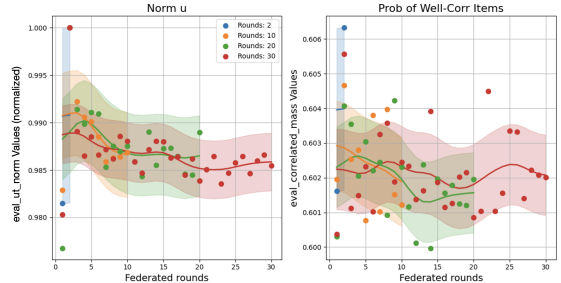 Norm u
Prob of Well-Corr Items
eval_ut_norm Values (normalized)
1.000
0.995
0.990
0.985
0.980
0 5 10 15 20 25 30
Federated rounds
Rounds: 2
Rounds: 10
Rounds: 20
Rounds: 30
eval_corrated_mass Values
0.606
0.605
0.604
0.603
0.602
0.601
0.600
0 5 10 15 20 25 30
Federated rounds